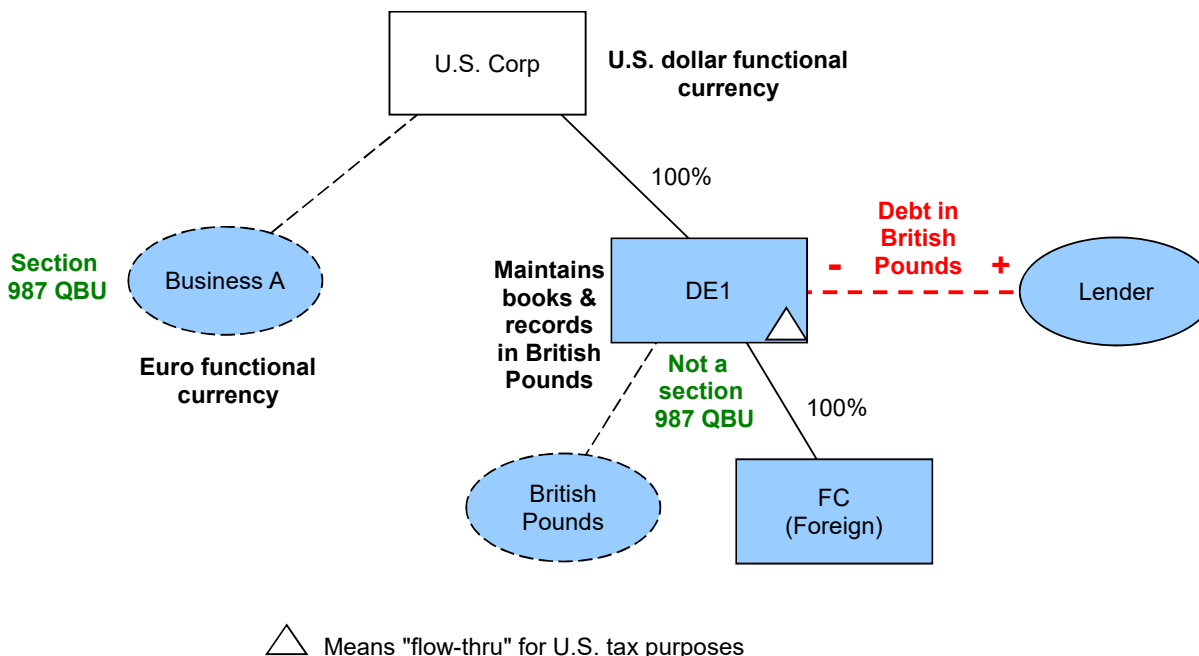 U.S. Corp
U.S. dollar functional
currency
100%
Section
987 QBU
Business A
Euro functional
currency
Maintains
books &
records
in British
Pounds
DE1
Debt in
British
Pounds
-
+
Lender
Not a
section
987 QBU
100%
British
Pounds
FC
(Foreign)
Means "flow-thru" for U.S. tax purposes